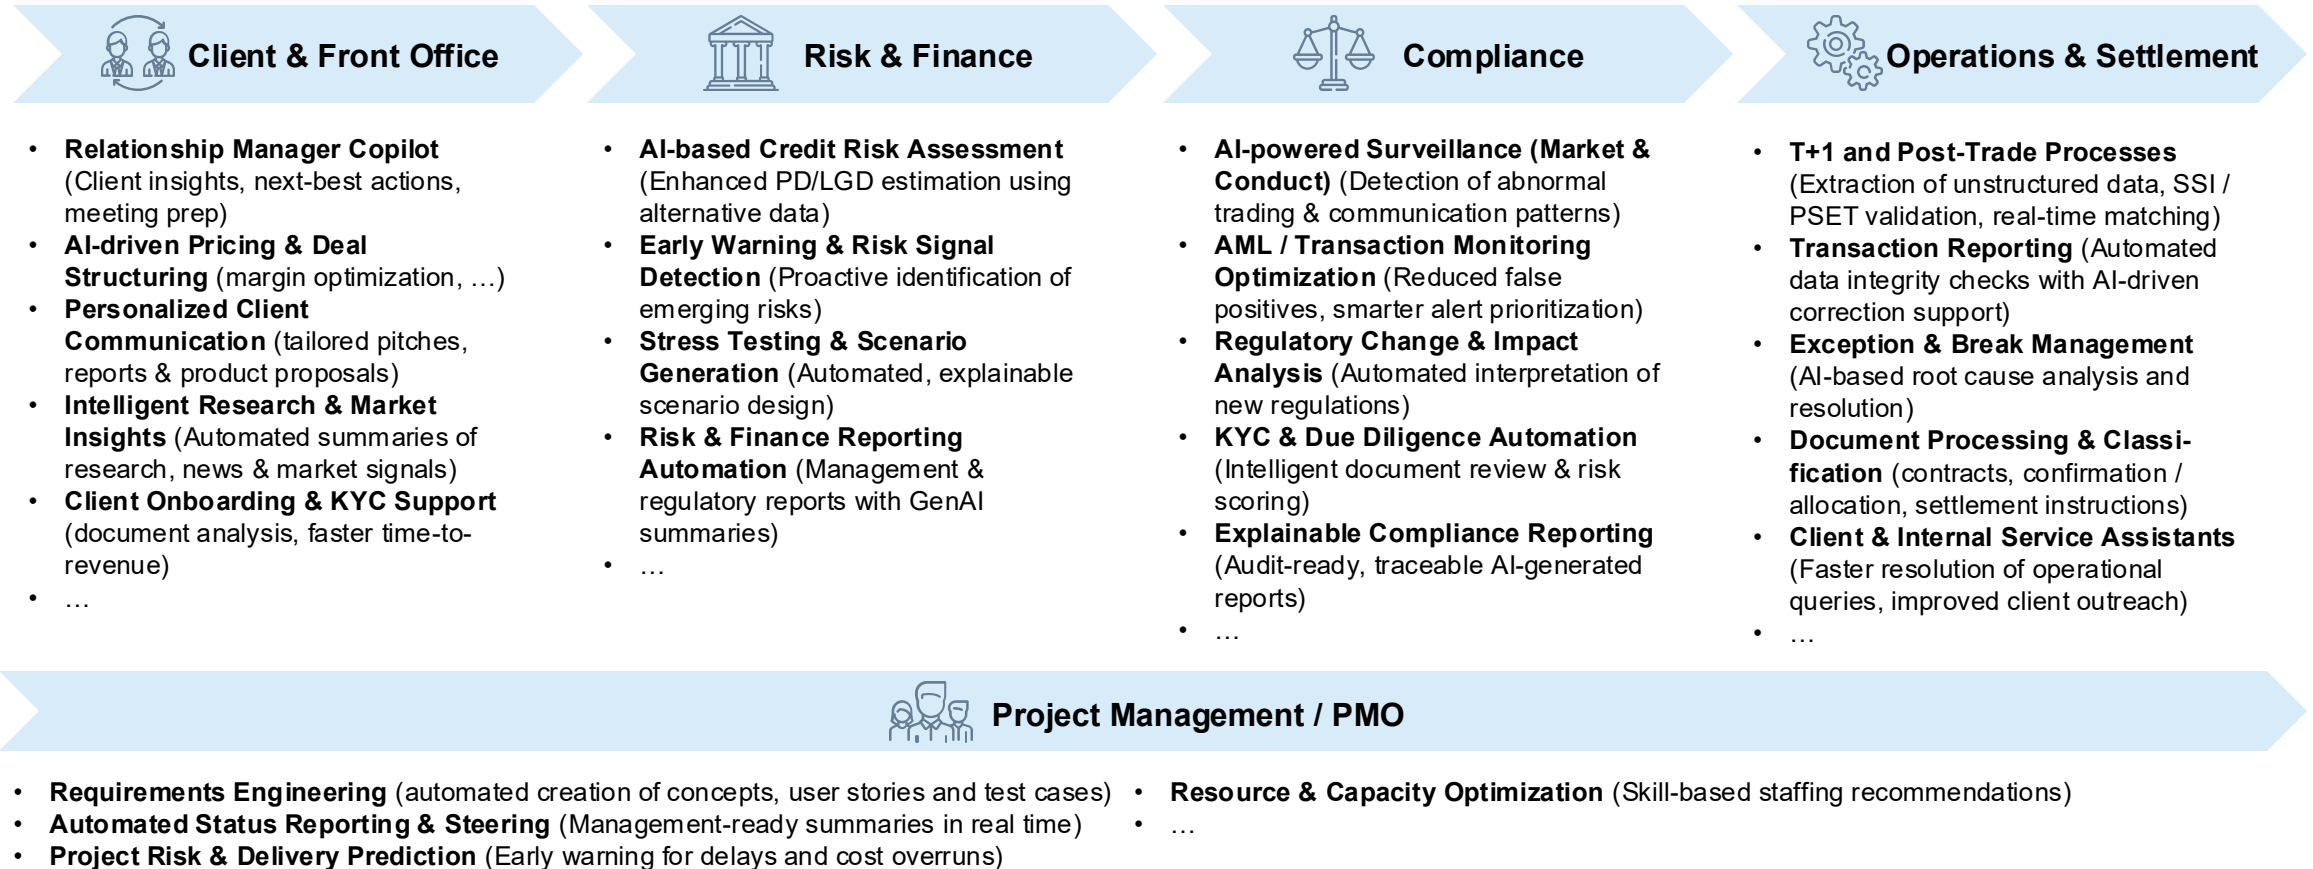 Client & Front Office
• Relationship Manager Copilot
(Client insights, next-best actions,
meeting prep)
• AI-driven Pricing & Deal
Structuring (margin optimization, …)
• Personalized Client
Communication (tailored pitches,
reports & product proposals)
• Intelligent Research & Market
Insights (Automated summaries of
research, news & market signals)
• Client Onboarding & KYC Support
(document analysis, faster time-to-
revenue)
• …
Risk & Finance
• AI-based Credit Risk Assessment
(Enhanced PD/LGD estimation using
alternative data)
• Early Warning & Risk Signal
Detection (Proactive identification of
emerging risks)
• Stress Testing & Scenario
Generation (Automated, explainable
scenario design)
• Risk & Finance Reporting
Automation (Management &
regulatory reports with GenAI
summaries)
• …
Compliance
• AI-powered Surveillance (Market &
Conduct) (Detection of abnormal
trading & communication patterns)
• AML / Transaction Monitoring
Optimization (Reduced false
positives, smarter alert prioritization)
• Regulatory Change & Impact
Analysis (Automated interpretation of
new regulations)
• KYC & Due Diligence Automation
(Intelligent document review & risk
scoring)
• Explainable Compliance Reporting
(Audit-ready, traceable AI-generated
reports)
• …
Operations & Settlement
• T+1 and Post-Trade Processes
(Extraction of unstructured data, SSI /
PSET validation, real-time matching)
• Transaction Reporting (Automated
data integrity checks with AI-driven
correction support)
• Exception & Break Management
(AI-based root cause analysis and
resolution)
• Document Processing & Classi-
fication (contracts, confirmation /
allocation, settlement instructions)
• Client & Internal Service Assistants
(Faster resolution of operational
queries, improved client outreach)
• …
Project Management / PMO
• Requirements Engineering (automated creation of concepts, user stories and test cases)
• Automated Status Reporting & Steering (Management-ready summaries in real time)
• Project Risk & Delivery Prediction (Early warning for delays and cost overruns)
• Resource & Capacity Optimization (Skill-based staffing recommendations)
• …